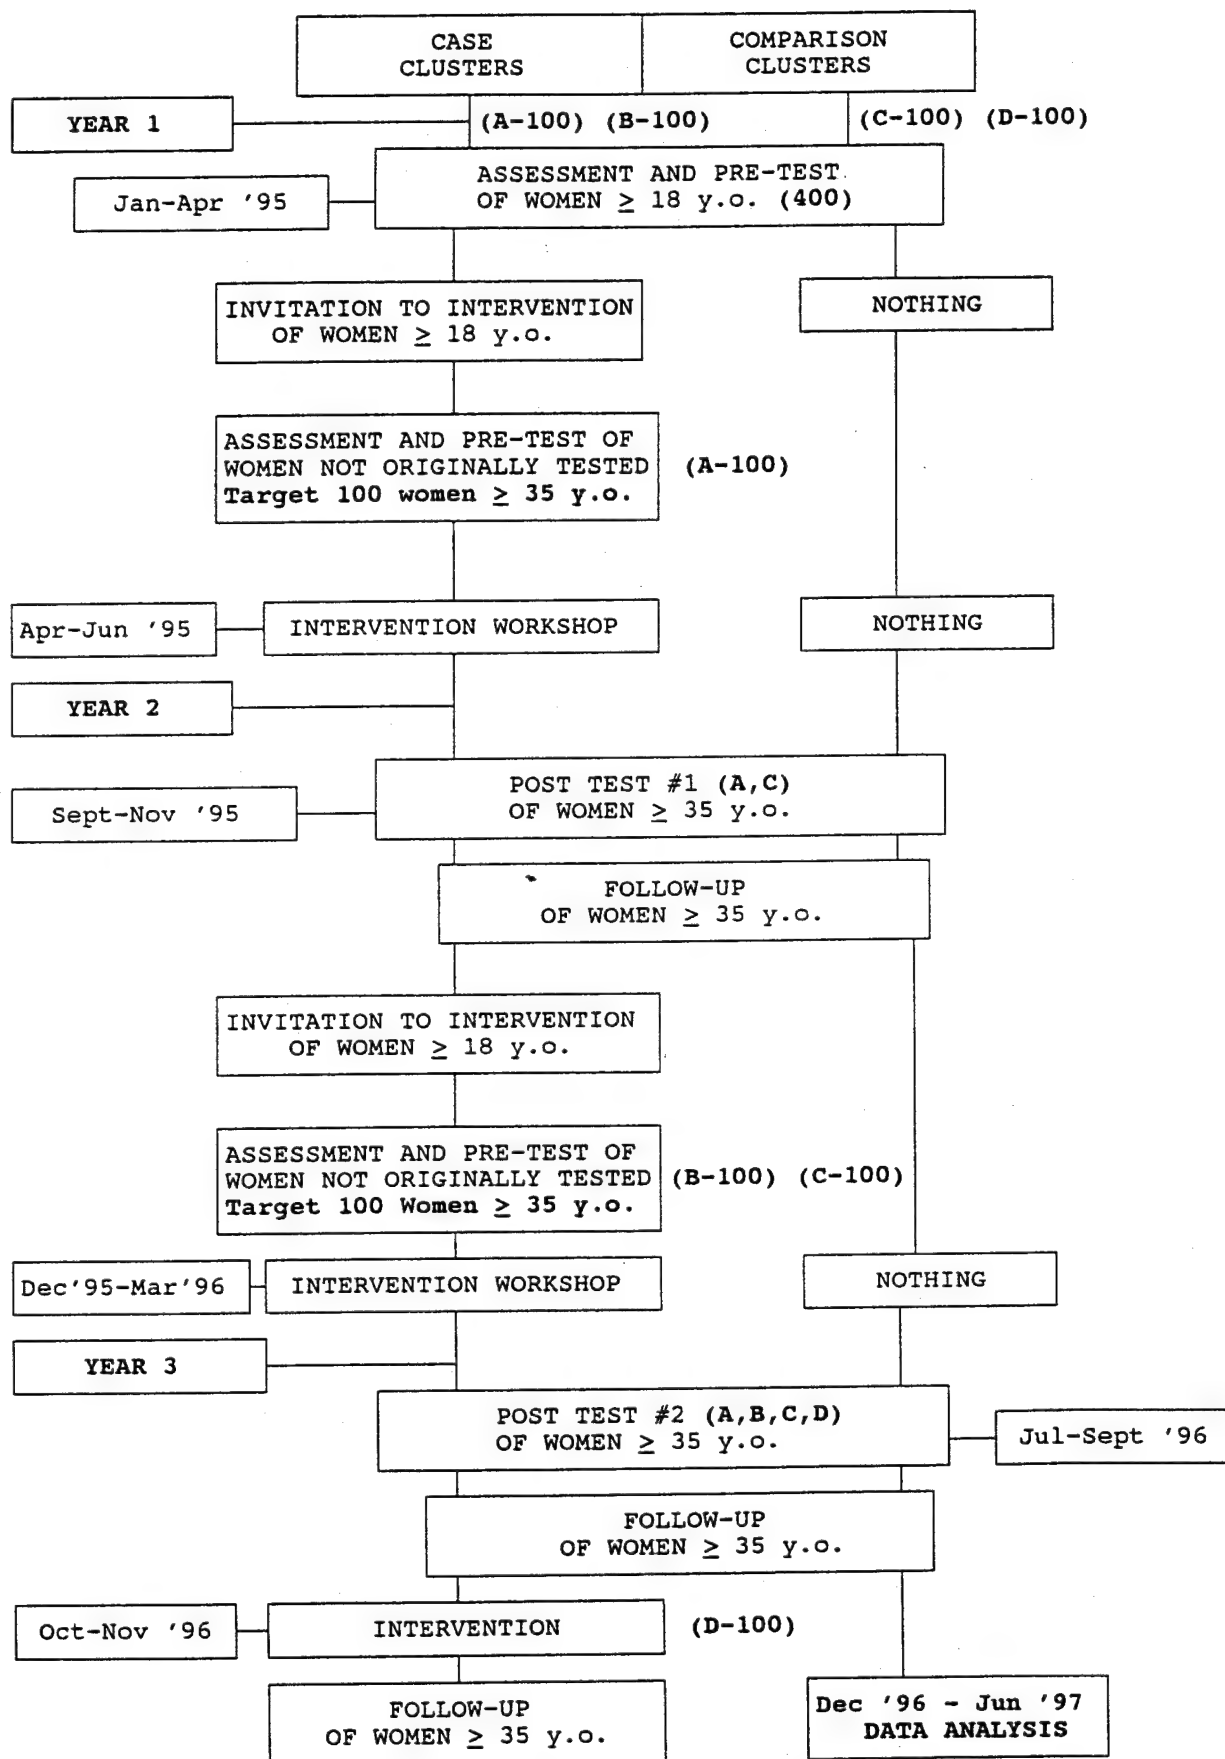 CASE
CLUSTERS
COMPARISON
CLUSTERS
YEAR 1
(A-100) (B-100)
(C-100) (D-100)
Jan-Apr '95
ASSESSMENT AND PRE-TEST
OF WOMEN ≥ 18 y.o. (400)
INVITATION TO INTERVENTION
OF WOMEN ≥ 18 y.o.
NOTHING
ASSESSMENT AND PRE-TEST OF
WOMEN NOT ORIGINALLY TESTED
Target 100 women ≥ 35 y.o.
(A-100)
Apr-Jun '95
INTERVENTION WORKSHOP
NOTHING
YEAR 2
Sept-Nov '95
POST TEST #1 (A,C)
OF WOMEN ≥ 35 y.o.
FOLLOW-UP
OF WOMEN ≥ 35 y.o.
INVITATION TO INTERVENTION
OF WOMEN ≥ 18 y.o.
ASSESSMENT AND PRE-TEST OF
WOMEN NOT ORIGINALLY TESTED
Target 100 Women ≥ 35 y.o.
(B-100) (C-100)
Dec'95-Mar'96
INTERVENTION WORKSHOP
NOTHING
YEAR 3
POST TEST #2 (A,B,C,D)
OF WOMEN ≥ 35 y.o.
Jul-Sept '96
FOLLOW-UP
OF WOMEN ≥ 35 y.o.
Oct-Nov '96
INTERVENTION
(D-100)
FOLLOW-UP
OF WOMEN ≥ 35 y.o.
Dec '96 - Jun '97
DATA ANALYSIS